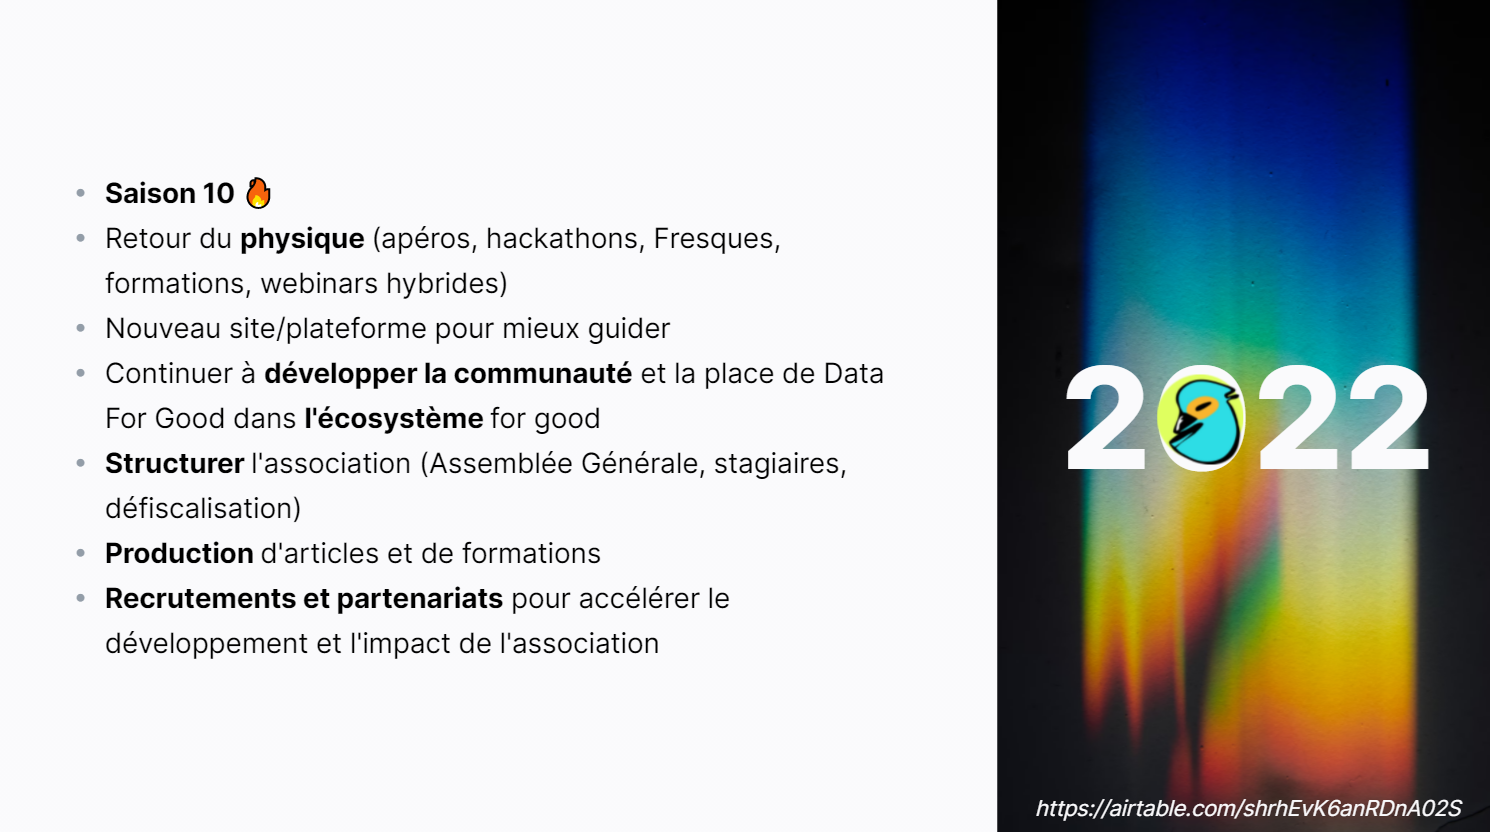 Saison 10 🔥
Retour du physique (apéros, hackathons, Fresques,
formations, webinars hybrides)
Nouveau site/plateforme pour mieux guider
Continuer à développer la communauté et la place de Data
For Good dans l'écosystème for good
Structurer l'association (Assemblée Générale, stagiaires,
défiscalisation)
Production d'articles et de formations
Recrutements et partenariats pour accélérer le
développement et l'impact de l'association
2022
https://airtable.com/shrhEvK6anRDnA02S